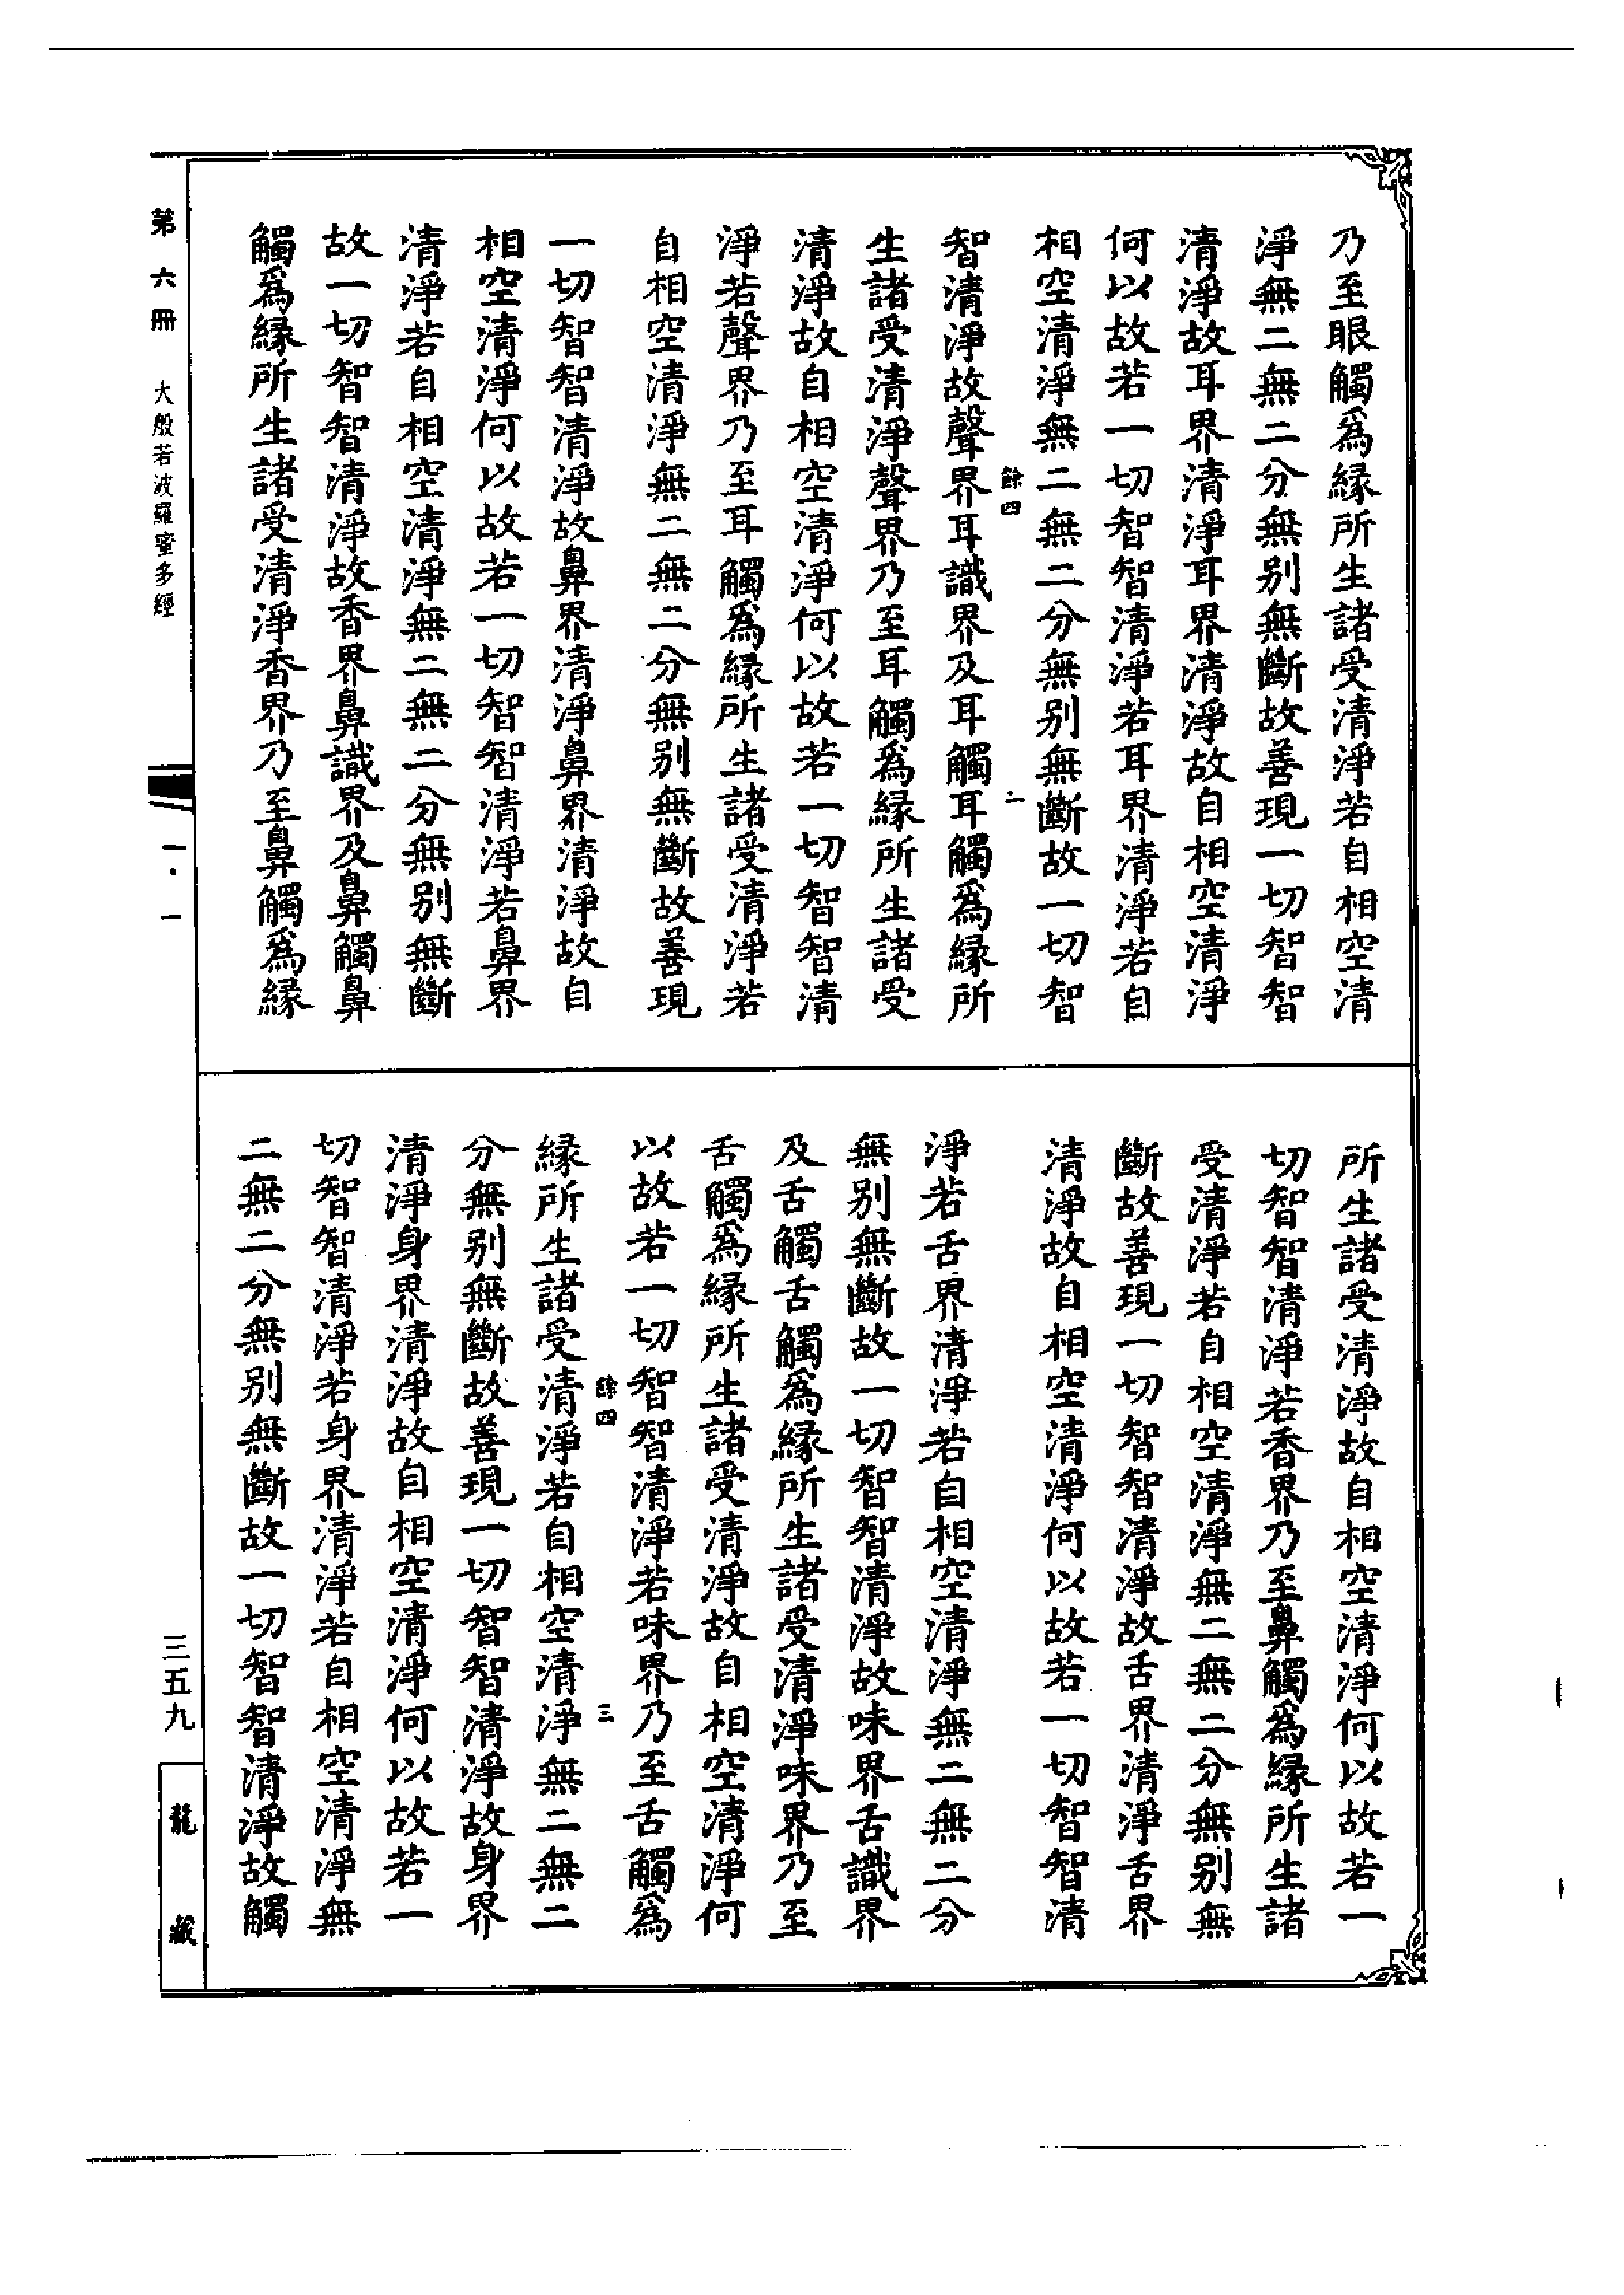 乃至眼觸爲縁所生諸受清淨若自相空清
淨無二無二分無别無斷故善現一切智智
清淨故耳界清淨耳界清淨故自相空清淨
何以故若一切智智清淨若耳界清淨若自
相空清淨無二無二分無别無斷故一切智
餘四 二
智清淨故聲界耳識界及耳觸耳觸爲縁所
生諸受清淨聲界乃至耳觸爲縁所生諸受
清淨故自相空清淨何以故若一切智智清
淨若聲界乃至耳觸爲縁所生諸受清淨若
自相空清淨無二無二分無别無斷故善現
一切智智清淨故鼻界清淨鼻界清淨故自
相空清淨何以故若一切智智清淨若鼻界
清淨若自相空清淨無二無二分無别無斷
故一切智智清淨故香界鼻識界及鼻觸鼻
觸爲縁所生諸受清淨香界乃至鼻觸爲縁
所生諸受清淨故自相空清淨何以故若一
切智智清淨若香界乃至鼻觸爲縁所生諸
受清淨若自相空清淨無二無二分無别無
斷故善現一切智智清淨故舌界清淨舌界
清淨故自相空清淨何以故若一切智智清
淨若舌界清淨若自相空清淨無二無二分
無别無斷故一切智智清淨故味界舌識界
及舌觸舌觸爲縁所生諸受清淨味界乃至
舌觸爲縁所生諸受清淨故自相空清淨何
以故若一切智智清淨若味界乃至舌觸爲
餘四 三
縁所生諸受清淨若自相空清淨無二無二
分無别無斷故善現一切智智清淨故身界
清淨身界清淨故自相空清淨何以故若一
切智智清淨若身界清淨若自相空清淨無
二無二分無别無斷故一切智智清淨故觸
第六冊 大般若波羅蜜多經 一·一
三五九
龍藏